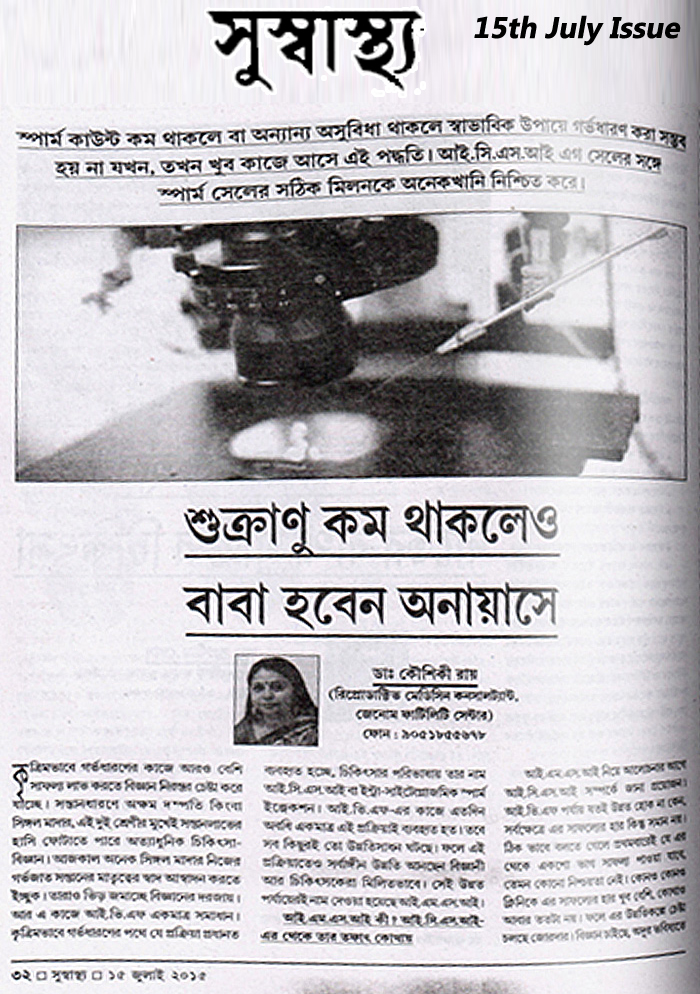 সুস্বাস্থ্য
15th July Issue
স্পার্ম কাউন্ট কম থাকলে বা অন্যান্য অসুবিধা থাকলে স্বাভাবিক উপায়ে গর্ভধারণ করা সম্ভব
হয় না যখন, তখন খুব কাজে আসে এই পদ্ধতি। আই.সি.এস.আই এগ সেলের সঙ্গে
স্পার্ম সেলের সঠিক মিলনকে অনেকখানি নিশ্চিত করে।
শুক্রাণু কম থাকলেও
বাবা হবেন অনায়াসে
ডাঃ কৌশিকী রায়
(রিপ্রোডাক্টিভ মেডিসিন কনসালট্যান্ট,
জেনোম ফার্টিলিটি সেন্টার)
ফোন : ৯০৫১৮৫৫৬৭৮
কৃত্রিমভাবে গর্ভধারণের কাজে আরও বেশি
সাফল্য লাভ করতে বিজ্ঞান নিরন্তর চেষ্টা করে
যাচ্ছে। সন্তানধারণে অক্ষম দম্পতি কিংবা
সিঙ্গল মাদার, এই দুই শ্রেণীর মুখেই সন্তানলাভের
হাসি ফোটাতে পারে অত্যাধুনিক চিকিৎসা-
বিজ্ঞান। আজকাল অনেক সিঙ্গল মাদার নিজের
গর্ভজাত সন্তানের মাতৃত্বের স্বাদ আস্বাদন করতে
ইচ্ছুক। তারাও ভিড় জমাচ্ছে বিজ্ঞানের দরজায়।
আর এ কাজে আই.ভি.এফ একমাত্র সমাধান।
কৃত্রিমভাবে গর্ভধারণের পথে যে প্রক্রিয়া প্রধানত
ব্যবহৃত হচ্ছে, চিকিৎসার পরিভাষায় তার নাম
আই.সি.এস.আই বা ইন্ট্রা-সাইটোপ্লাজমিক স্পার্ম
ইঞ্জেকশন। আই.ভি.এফ-এর কাজে এতদিন
অবধি একমাত্র এই প্রক্রিয়াই ব্যবহৃত হত। তবে
সব কিছুরই তো উন্নতিসাধন ঘটছে। ফলে এই
প্রক্রিয়াতেও সর্বাঙ্গীন উন্নতি আনছেন বিজ্ঞানী
আর চিকিৎসকেরা মিলিতভাবে। সেই উন্নত
পর্যায়েরই নাম দেওয়া হয়েছে আই.এম.এস.আই।
আই.এম.এস.আই কী? আই.সি.এস.আই-
এর থেকে তার তফাৎ কোথায়
আই.এম.এস.আই নিয়ে আলোচনার আগে
আই.সি.এস.আই সম্পর্কে জানা প্রয়োজন।
আই.ভি.এফ পর্যায় যতই উন্নত হোক না কেন,
সর্বক্ষেত্রে এর সাফল্যের হার কিন্তু সমান নয়।
ঠিক ভাবে বলতে গেলে প্রথমবারেই যে এর
থেকে একশো ভাগ সাফল্য পাওয়া যাবে,
তেমন কোনো নিশ্চয়তা নেই। কোনও কোনও
ক্লিনিকে এর সাফল্যের হার খুব বেশি, কোথাও
আবার ততটা নয়। ফলে এর উন্নতিকল্পে চেষ্টা
চলছে জোরদার। বিজ্ঞান চাইছে, অদূর ভবিষ্যতে
৩২ □ সুস্বাস্থ্য □ ১৫ জুলাই ২০১৫